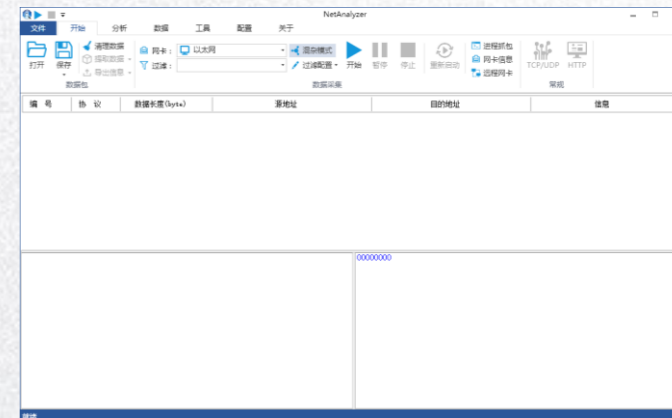 NetAnalyzer
文件 开始 分析 数据 工具 配置 关于
打开 保存 清理数据 提取数据 导出信息
数据包
网卡: 以太网 混杂模式
过滤: 过滤配置 开始 暂停 停止 重新启动
进程抓包
网卡信息
远程网卡
数据采集
TCP/UDP HTTP
常规
编 号 协 议 数据长度(byte) 源地址 目的地址 信息
00000000
就绪